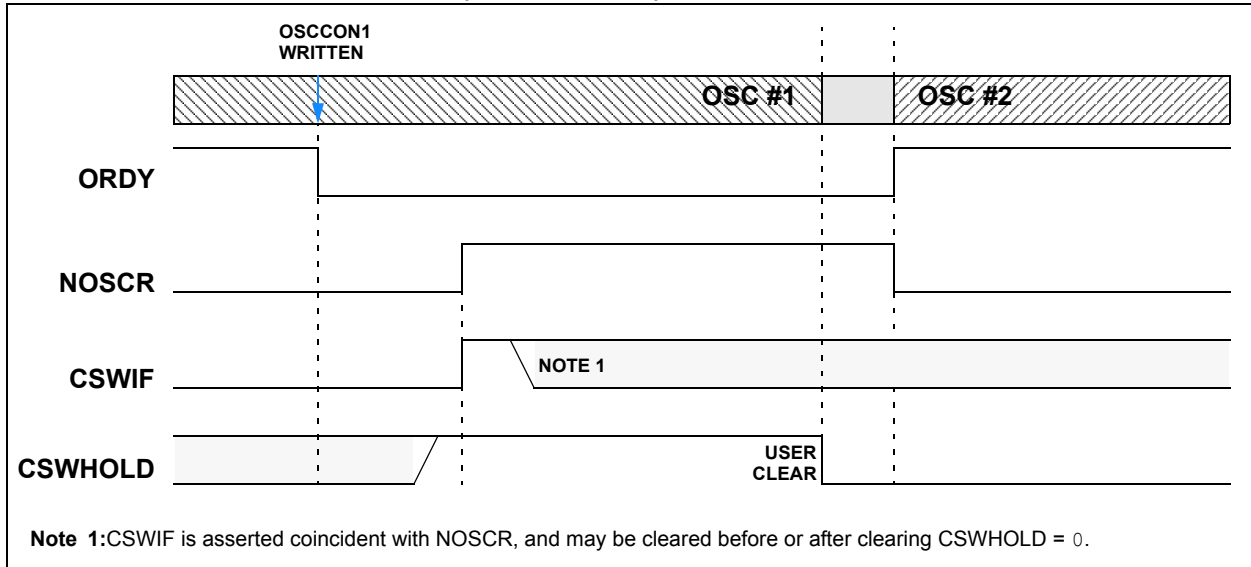 OSCCON1
WRITTEN
OSC #1
OSC #2
ORDY
NOSCR
CSWIF
NOTE 1
CSWHOLD
USER
CLEAR
Note 1:CSWIF is asserted coincident with NOSCR, and may be cleared before or after clearing CSWHOLD = 0.